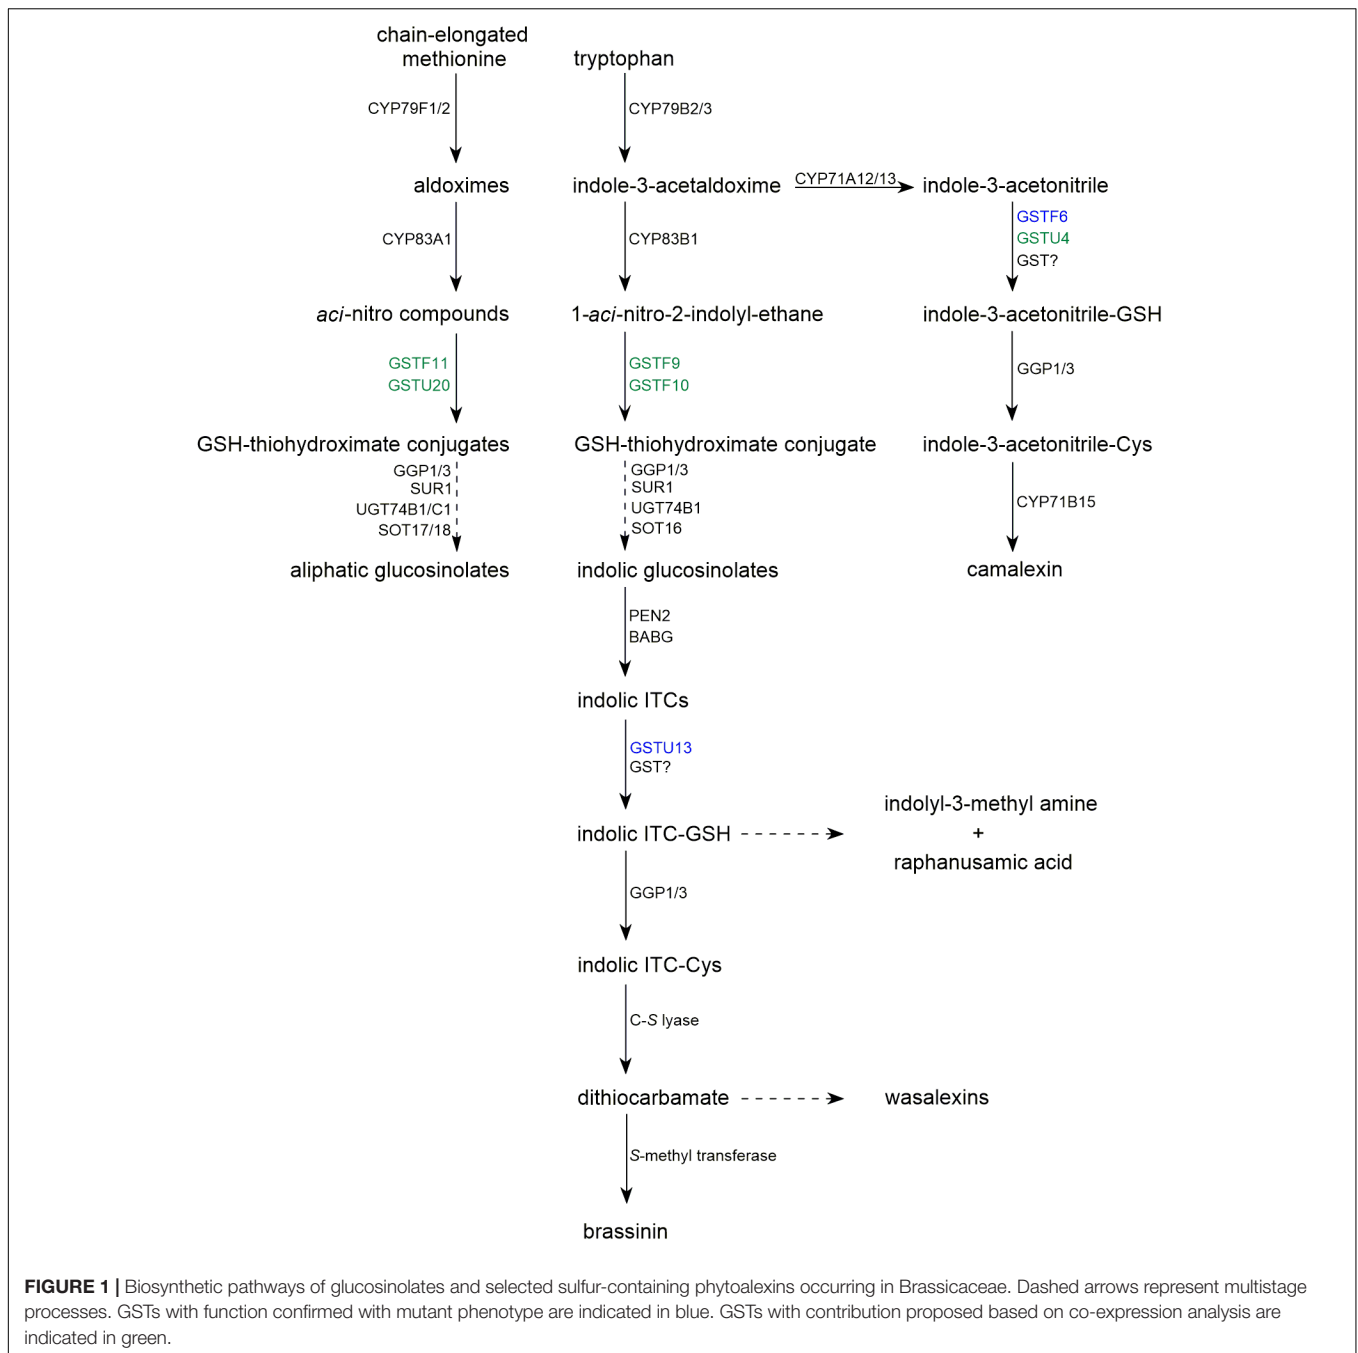 chain-elongated
methionine
tryptophan
CYP79F1/2
CYP79B2/3
aldoximes
indole-3-acetaldoxime
CYP71A12/13
indole-3-acetonitrile
CYP83A1
CYP83B1
GSTF6
GSTU4
GST?
aci-nitro compounds
1-aci-nitro-2-indolyl-ethane
indole-3-acetonitrile-GSH
GSTF11
GSTU20
GSTF9
GSTF10
GGP1/3
GSH-thiohydroximate conjugates
GSH-thiohydroximate conjugate
indole-3-acetonitrile-Cys
GGP1/3
SUR1
UGT74B1/C1
SOT17/18
GGP1/3
SUR1
UGT74B1
SOT16
CYP71B15
aliphatic glucosinolates
indolic glucosinolates
camalexin
PEN2
BABG
indolic ITCs
GSTU13
GST?
indolic ITC-GSH
indolyl-3-methyl amine
+
raphanusamic acid
GGP1/3
indolic ITC-Cys
C-S lyase
dithiocarbamate
wasalexins
S-methyl transferase
brassinin
FIGURE 1 | Biosynthetic pathways of glucosinolates and selected sulfur-containing phytoalexins occurring in Brassicaceae. Dashed arrows represent multistage
processes. GSTs with function confirmed with mutant phenotype are indicated in blue. GSTs with contribution proposed based on co-expression analysis are
indicated in green.